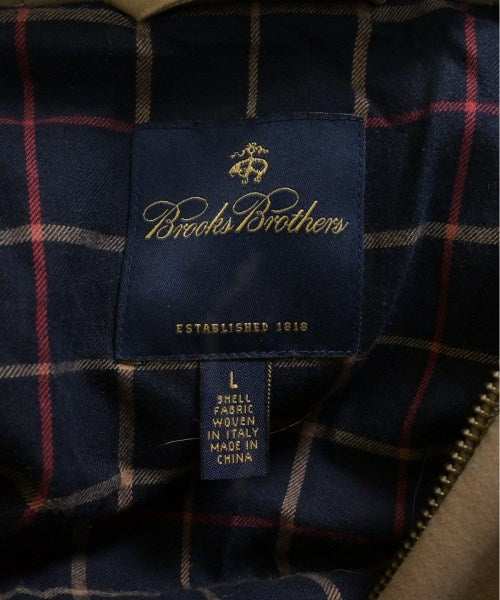 Brooks Brothers
ESTABLISHED 1818
L
SHELL
FABRIC
WOVEN
IN ITALY
MADE IN
CHINA